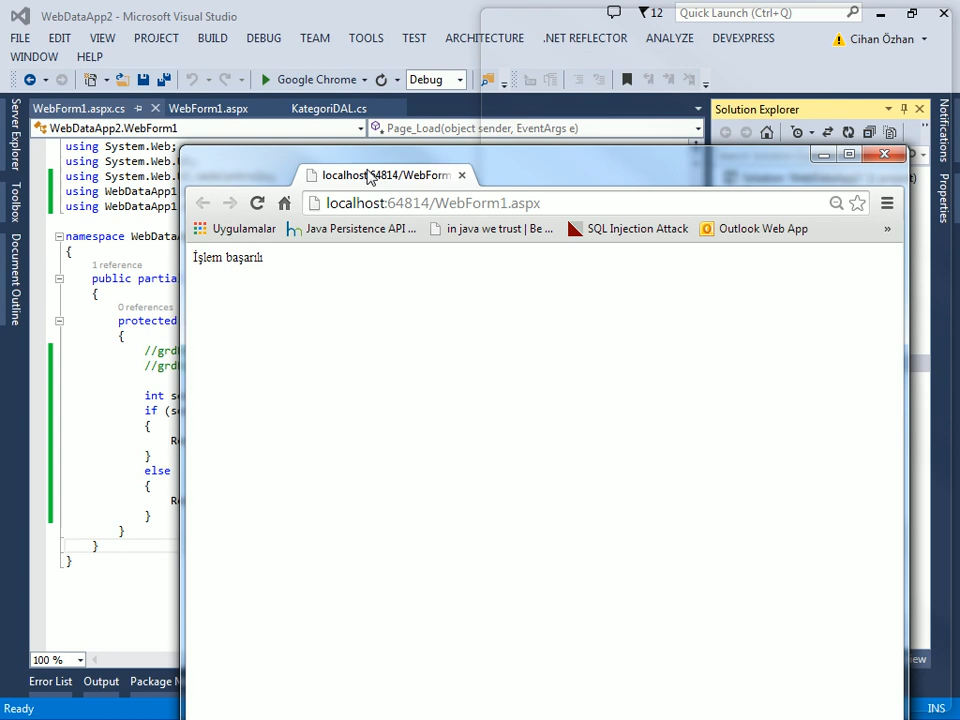 WebDataApp2 - Microsoft Visual Studio
12
Quick Launch (Ctrl+Q)
FILE EDIT VIEW PROJECT BUILD DEBUG TEAM TOOLS TEST ARCHITECTURE .NET REFLECTOR ANALYZE DEVEXPRESS
Cihan Özhan
WINDOW HELP
Google Chrome
Debug
Server Explorer
Toolbox
Document Outline
WebForm1.aspx.cs
WebForm1.aspx
KategoriDAL.cs
Solution Explorer
Notifications
Properties
WebDataApp2.WebForm1
Page_Load(object sender, EventArgs e)
using System.Web;
using System.Web.
using System.Web.
using WebDataApp1
using WebDataApp1
namespace WebData
{
1 reference
public partia
{
0 references
protected
{
//grd
//grd
int s
if (s
{
Re
}
else
{
Re
}
}
}
}
localhost:64814/WebForm
localhost:64814/WebForm1.aspx
Uygulamalar
Java Persistence API ...
in java we trust | Be ...
SQL Injection Attack
Outlook Web App
»
İşlem başarılı
100 %
Error List Output Package M
Ready
INS